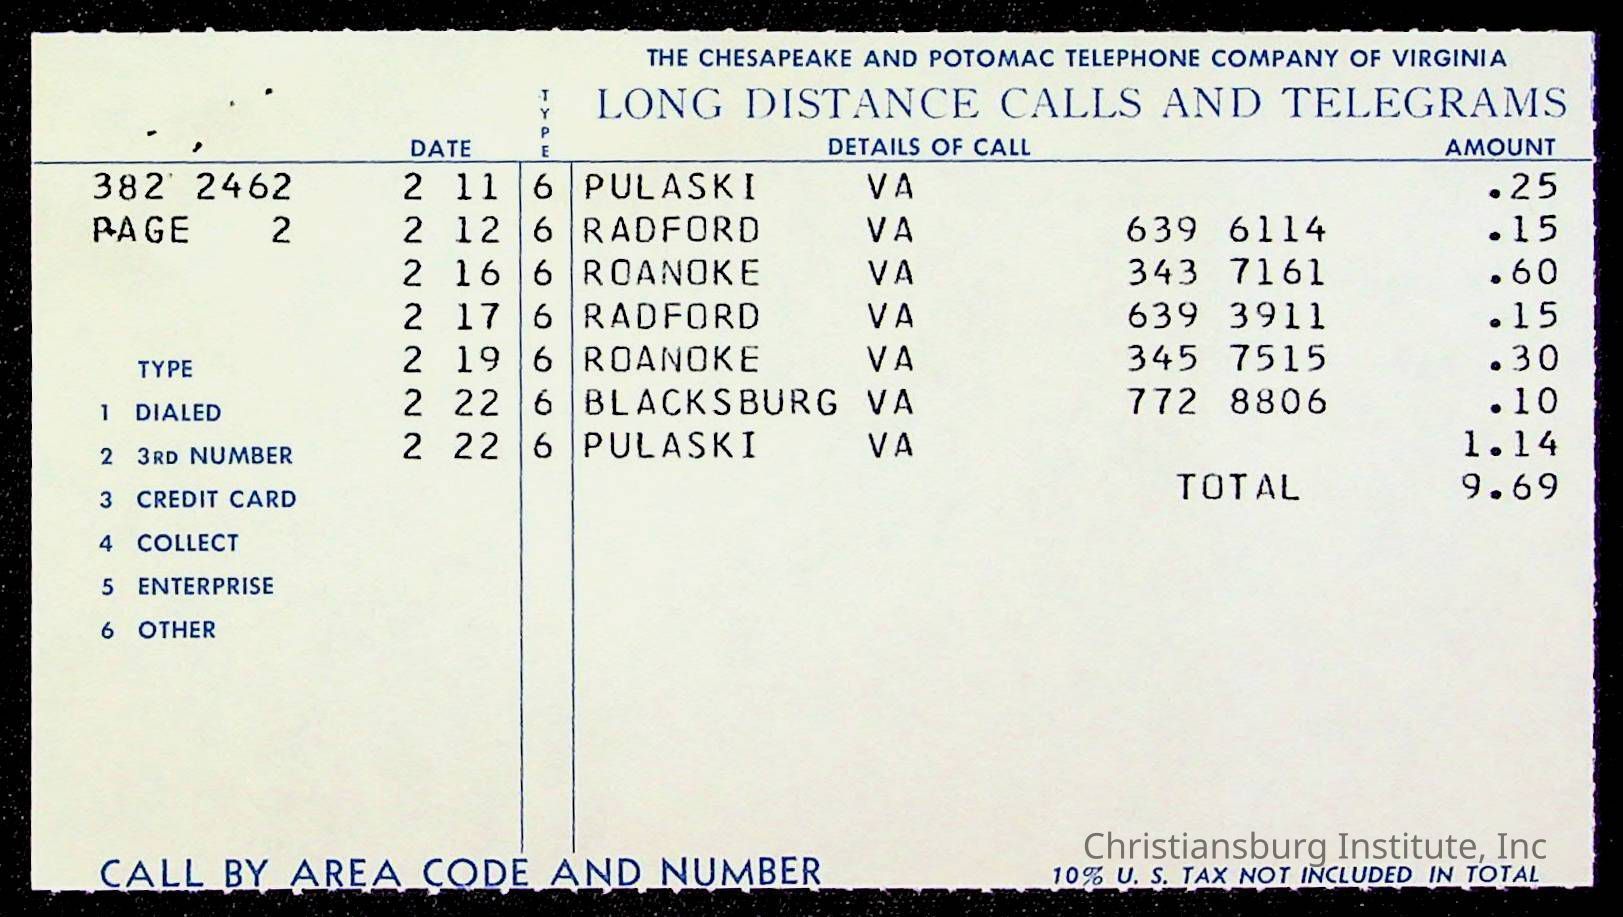 THE CHESAPEAKE AND POTOMAC TELEPHONE COMPANY OF VIRGINIA
LONG DISTANCE CALLS AND TELEGRAMS
DATE TYPE DETAILS OF CALL AMOUNT
382 2462 2 11 6 PULASKI VA .25
PAGE 2 2 12 6 RADFORD VA 639 6114 .15
2 16 6 ROANOKE VA 343 7161 .60
2 17 6 RADFORD VA 639 3911 .15
2 19 6 ROANOKE VA 345 7515 .30
2 22 6 BLACKSBURG VA 772 8806 .10
2 22 6 PULASKI VA 1.14
TOTAL 9.69
TYPE
1 DIALED
2 3RD NUMBER
3 CREDIT CARD
4 COLLECT
5 ENTERPRISE
6 OTHER
Christiansburg Institute, Inc
CALL BY AREA CODE AND NUMBER
10% U. S. TAX NOT INCLUDED IN TOTAL